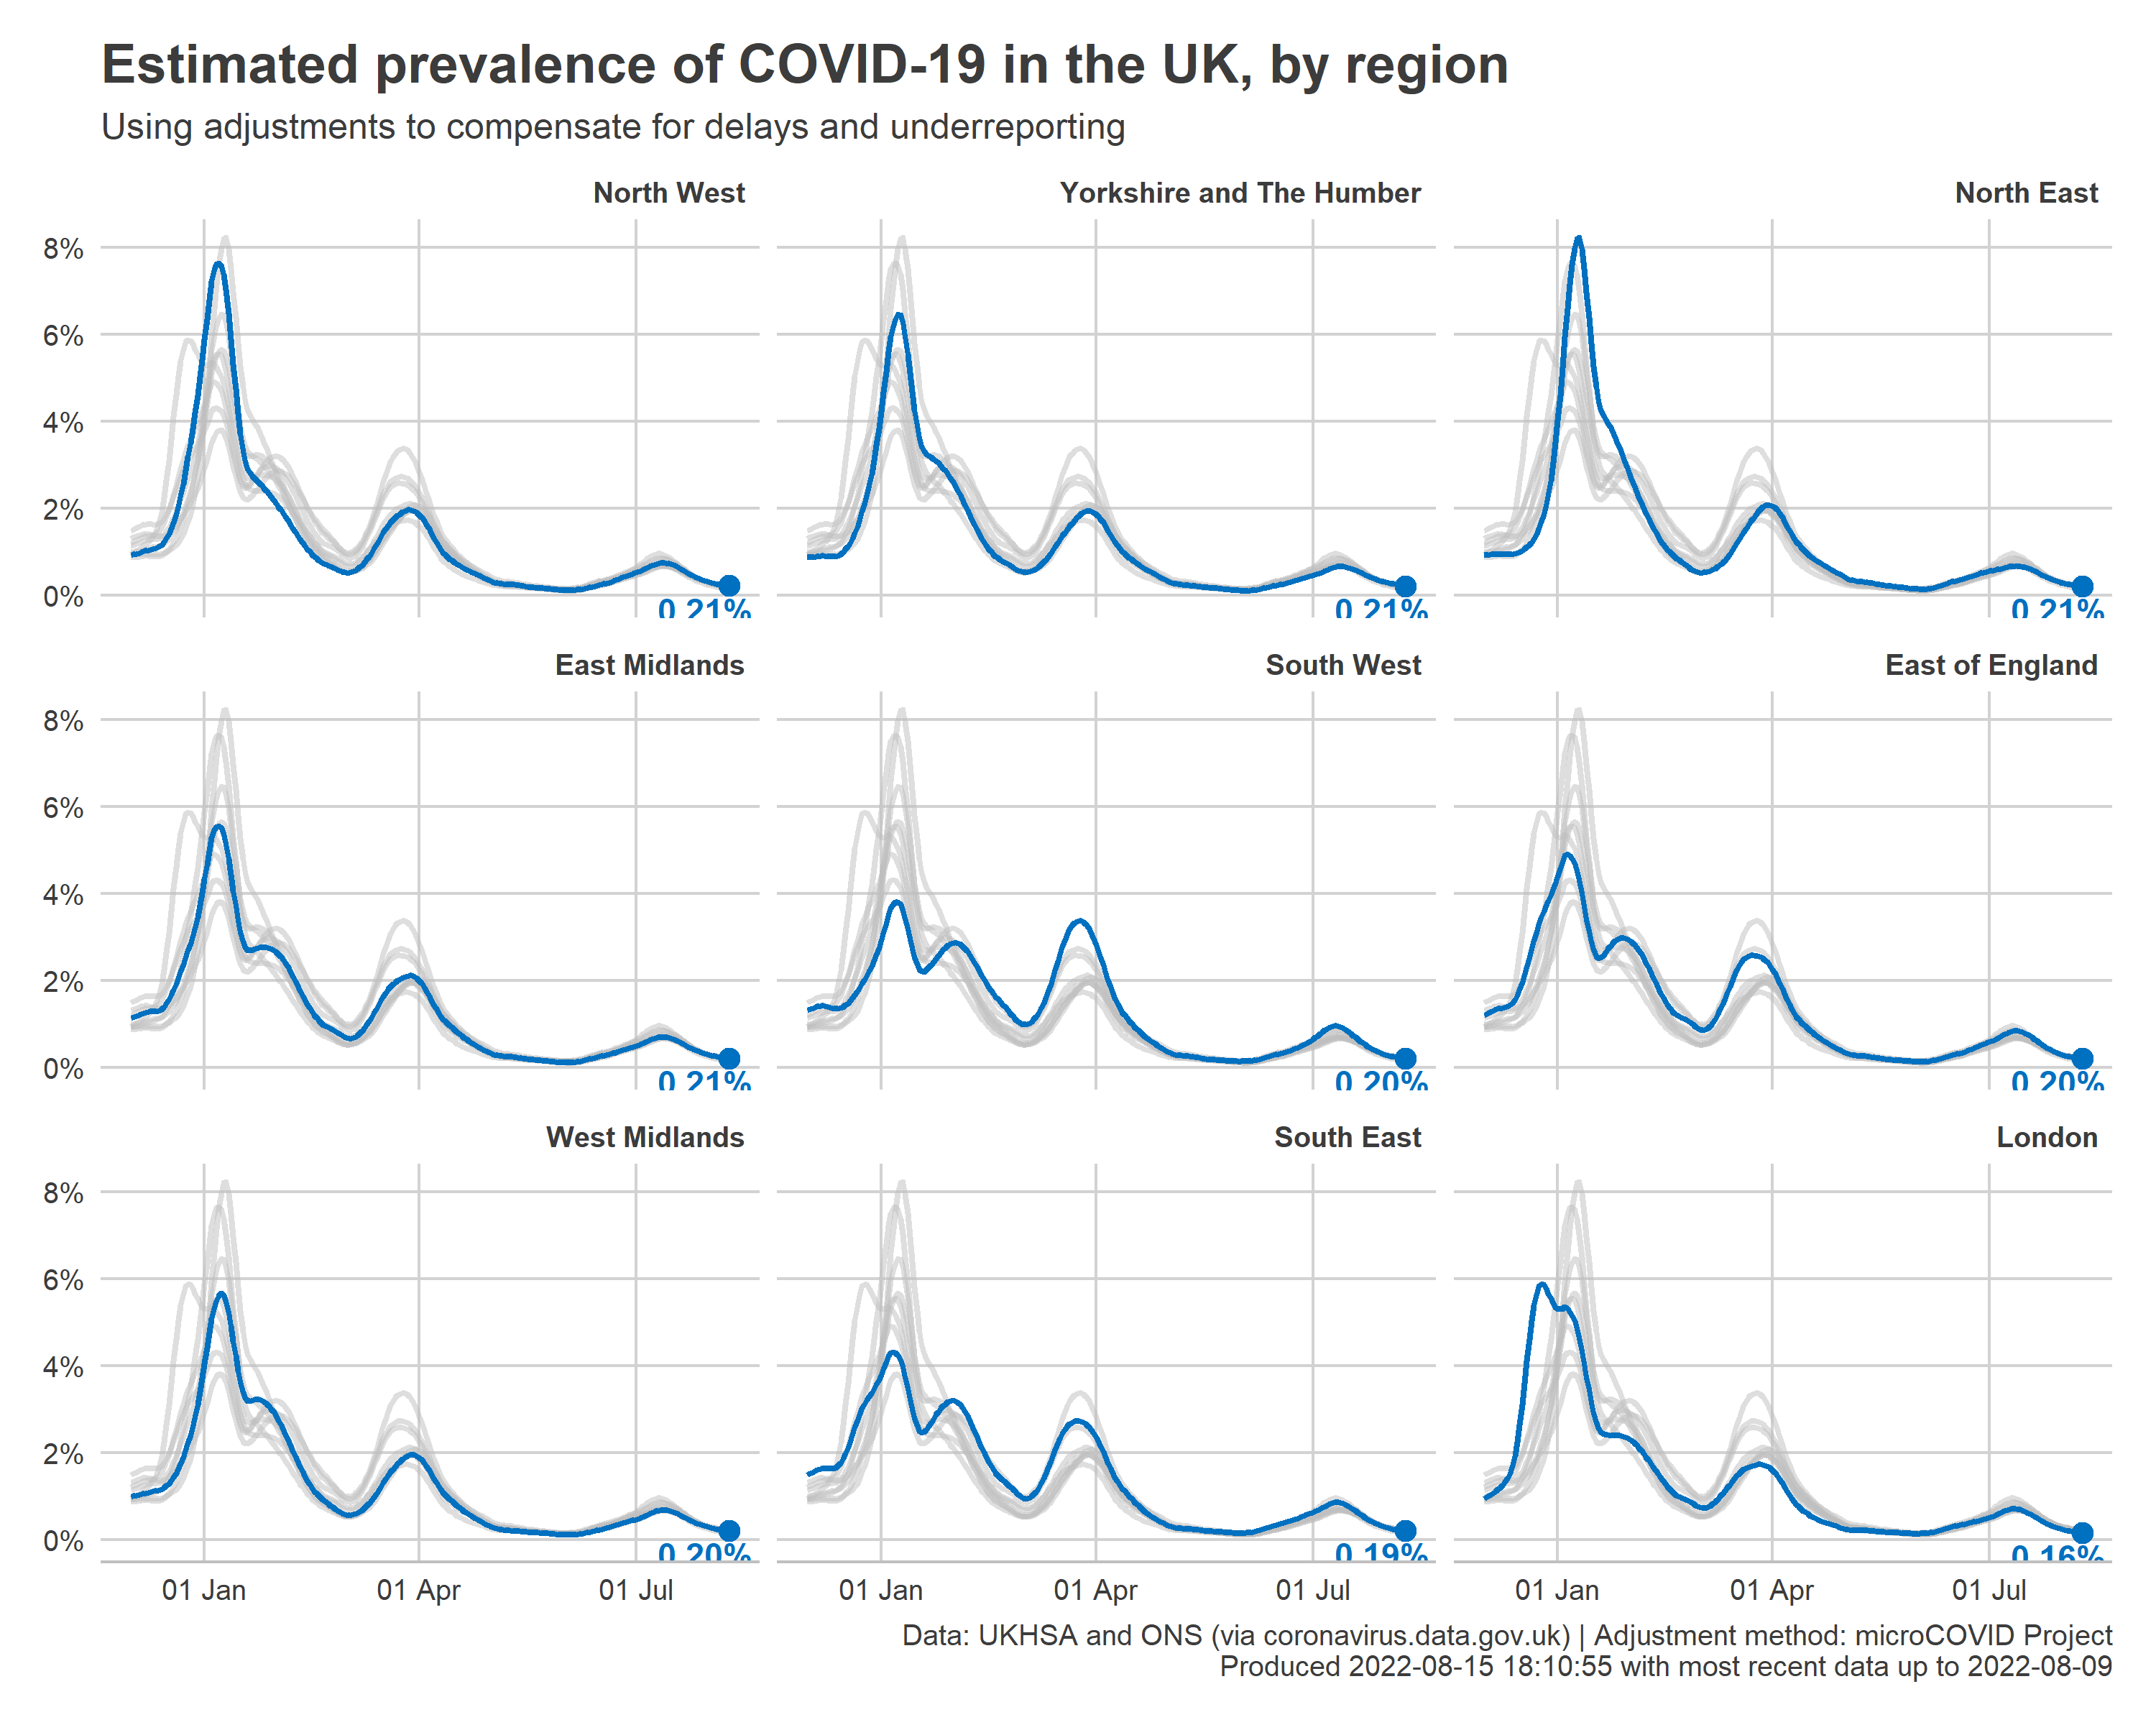 Estimated prevalence of COVID-19 in the UK, by region
Using adjustments to compensate for delays and underreporting
North West
Yorkshire and The Humber
North East
8%
6%
4%
2%
0%
0.21%
0.21%
0.21%
East Midlands
South West
East of England
8%
6%
4%
2%
0%
0.21%
0.20%
0.20%
West Midlands
South East
London
8%
6%
4%
2%
0%
0.20%
0.19%
0.16%
01 Jan 01 Apr 01 Jul 01 Jan 01 Apr 01 Jul 01 Jan 01 Apr 01 Jul
Data: UKHSA and ONS (via coronavirus.data.gov.uk) | Adjustment method: microCOVID Project
Produced 2022-08-15 18:10:55 with most recent data up to 2022-08-09